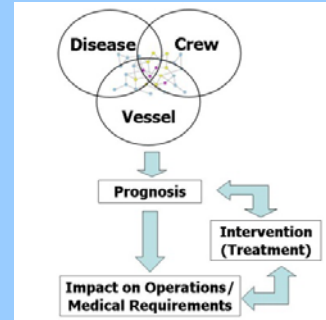 Disease Crew
Vessel
Prognosis
Intervention
(Treatment)
Impact on Operations/
Medical Requirements